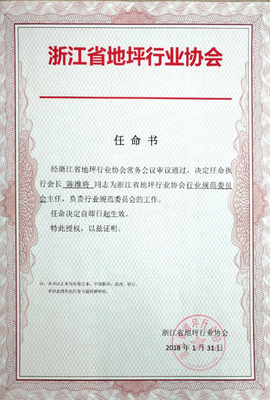 浙江省地坪行业协会
任命书
经浙江省地坪行业协会常务会议审议通过,决定任命执
行会长 陈维将 同志为浙江省地坪行业协会行业规范委员
会主任,负责行业规范委员会的工作。
任命决定自即日起生效。
特此授权,以兹证明。
浙江省地坪行业协会
2018年1月31日